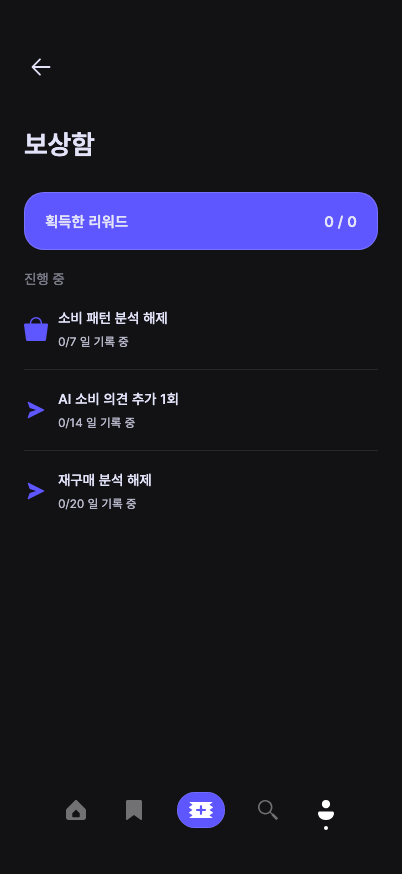 보상함
획득한 리워드 0 / 0
진행 중
소비 패턴 분석 해제
0/7 일 기록 중
AI 소비 의견 추가 1회
0/14 일 기록 중
재구매 분석 해제
0/20 일 기록 중